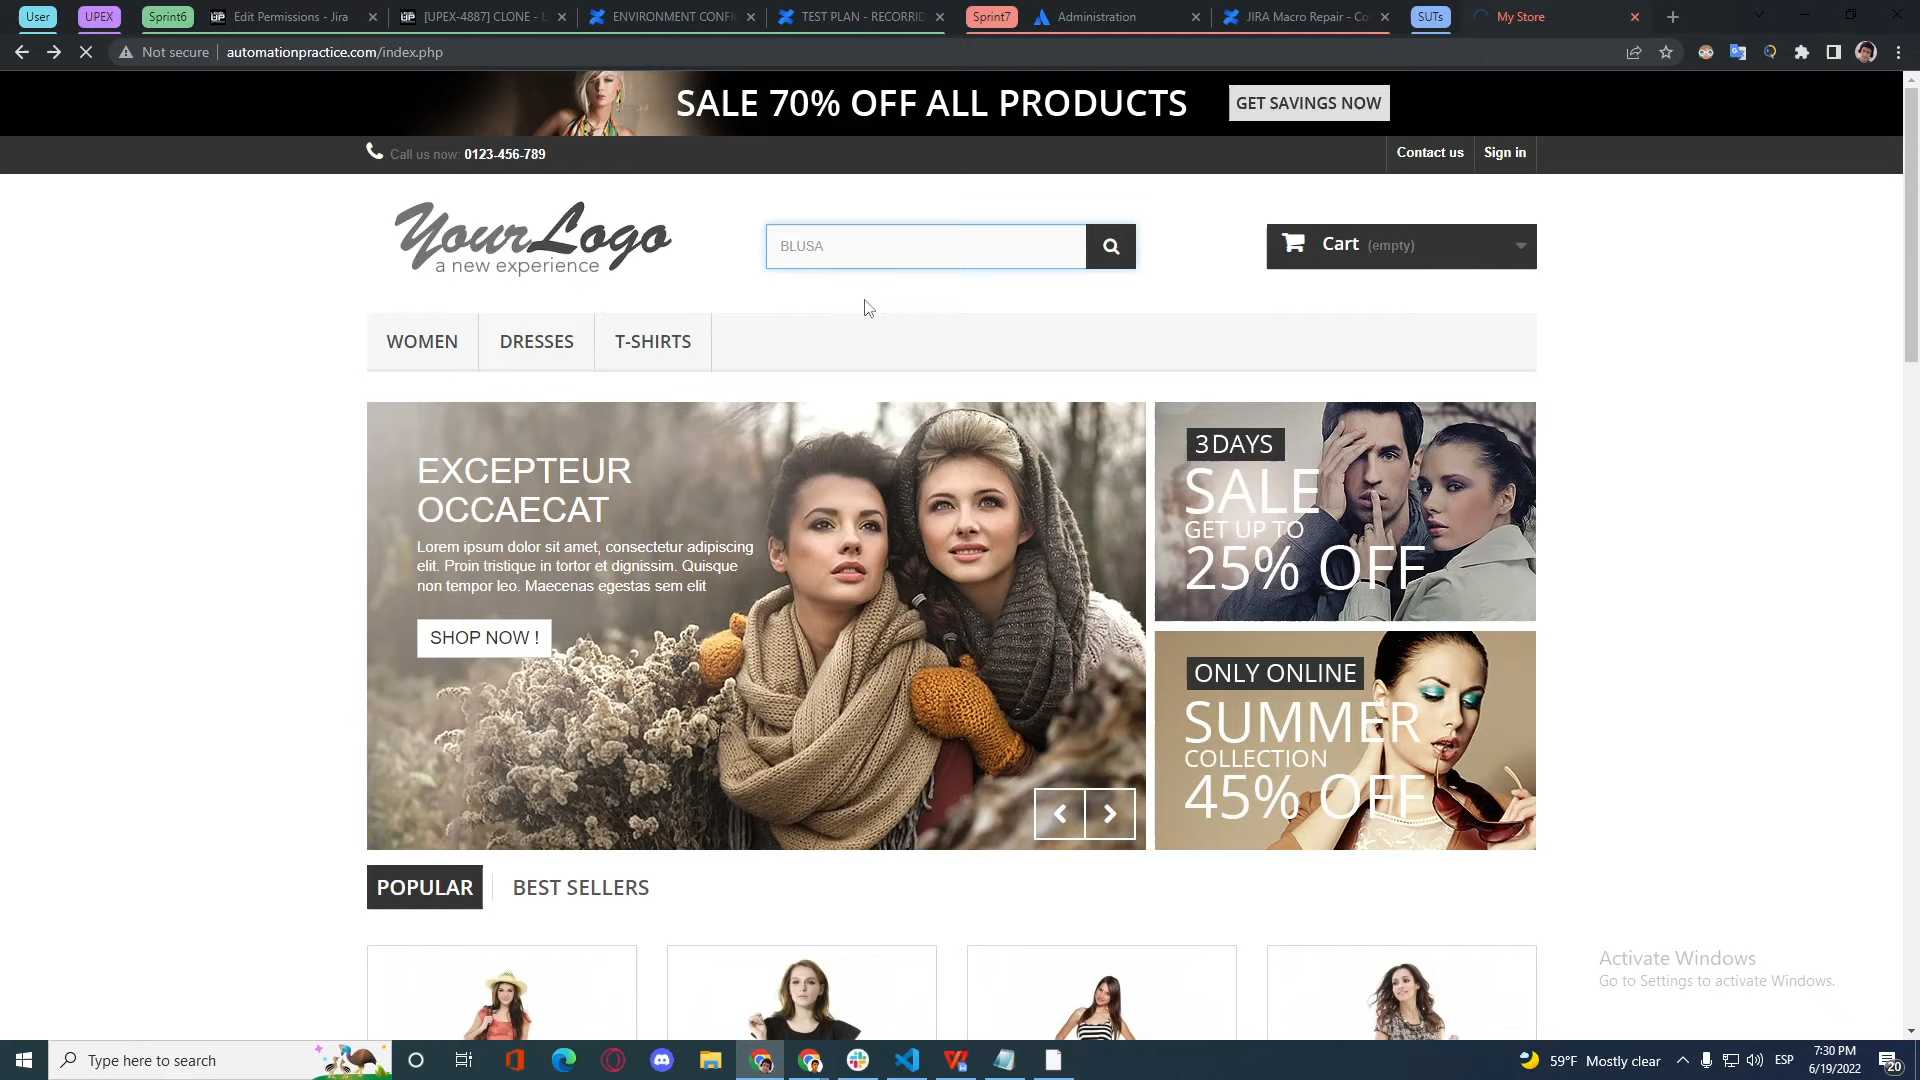 User
UPEX
Sprint6
Edit Permissions - Jira
[UPEX-4887] CLONE -
ENVIRONMENT CONFI
TEST PLAN - RECORRID
Sprint7
Administration
JIRA Macro Repair - Co
SUTs
My Store
Not secure
automationpractice.com/index.php
SALE 70% OFF ALL PRODUCTS
GET SAVINGS NOW
Call us now: 0123-456-789
Contact us
Sign in
YourLogo
a new experience
BLUSA
Cart (empty)
WOMEN
DRESSES
T-SHIRTS
EXCEPTEUR
OCCAECAT
Lorem ipsum dolor sit amet, consectetur adipiscing
elit. Proin tristique in tortor et dignissim. Quisque
non tempor leo. Maecenas egestas sem elit
SHOP NOW !
3DAYS
SALE
GET UP TO
25% OFF
ONLY ONLINE
SUMMER
COLLECTION
45% OFF
POPULAR
BEST SELLERS
Activate Windows
Go to Settings to activate Windows.
Type here to search
59°F Mostly clear
ESP
7:30 PM
6/19/2022
20